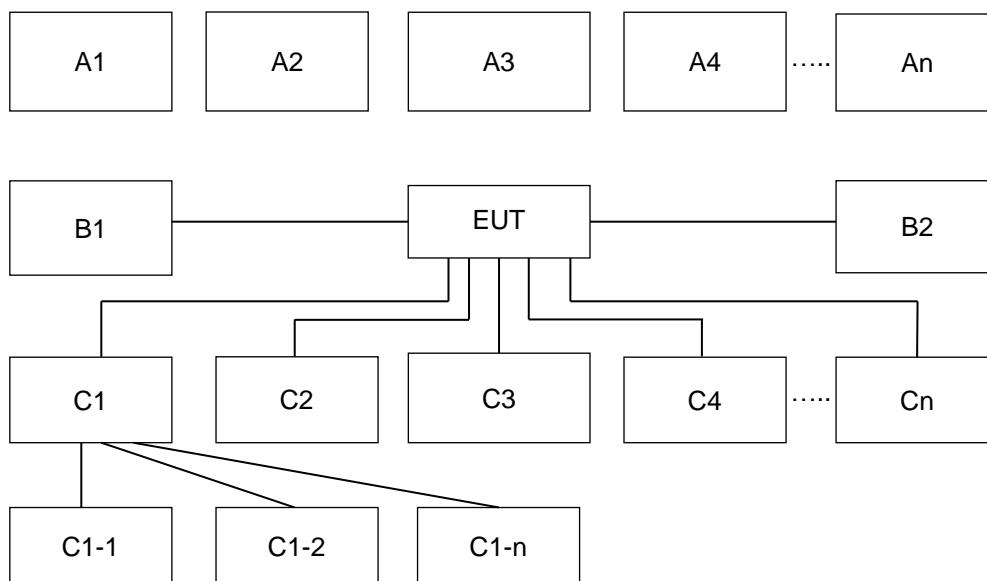 A1 A2 A3 A4 ..... An
B1 EUT B2
C1 C2 C3 C4 ..... Cn
C1-1 C1-2 C1-n